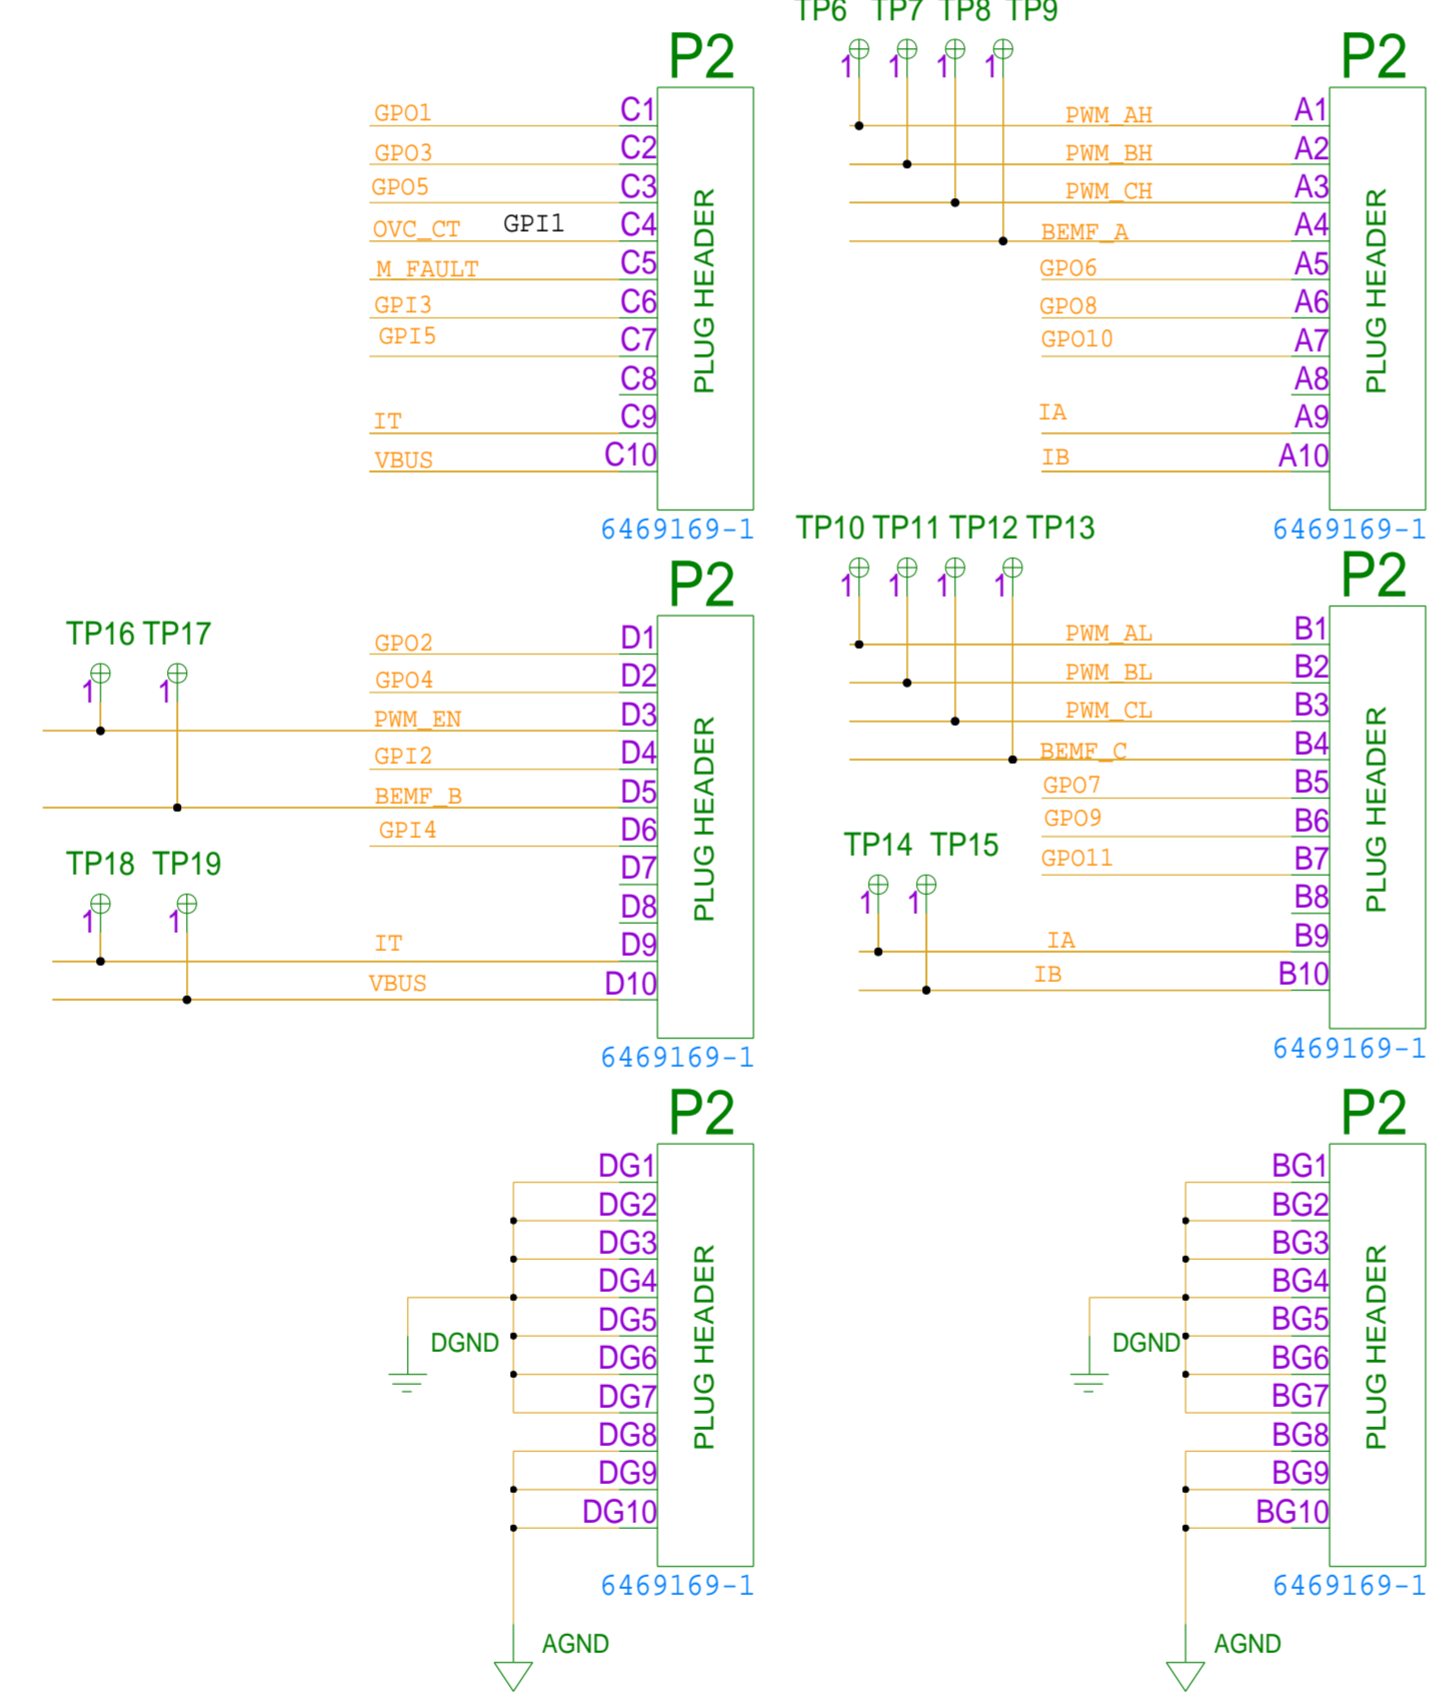 TP6 TP7 TP8 TP9
P2
C1
GPO1
C2
GPO3
C3
GPO5
C4
OVC_CT GPI1
C5
M_FAULT
C6
GPI3
C7
GPI5
C8
C9
IT
C10
VBUS
PLUG HEADER
6469169-1
P2
1 1 1 1
PWM_AH A1
PWM_BH A2
PWM_CH A3
BEMF_A A4
GPO6 A5
GPO8 A6
GPO10 A7
A8
IA A9
IB A10
PLUG HEADER
6469169-1
P2
TP16 TP17
1 1
GPO2 D1
GPO4 D2
PWM_EN D3
GPI2 D4
BEMF_B D5
GPI4 D6
TP18 TP19
1 1
D7
D8
IT D9
VBUS D10
PLUG HEADER
6469169-1
TP10 TP11 TP12 TP13
P2
1 1 1 1
PWM_AL B1
PWM_BL B2
PWM_CL B3
BEMF_C B4
GPO7 B5
GPO9 B6
GPO11 B7
TP14 TP15
1 1
B8
IA B9
IB B10
PLUG HEADER
6469169-1
P2
DG1
DG2
DG3
DG4
DG5
DGND
DG6
DG7
DG8
DG9
DG10
PLUG HEADER
6469169-1
AGND
P2
BG1
BG2
BG3
BG4
BG5
DGND
BG6
BG7
BG8
BG9
BG10
PLUG HEADER
6469169-1
AGND